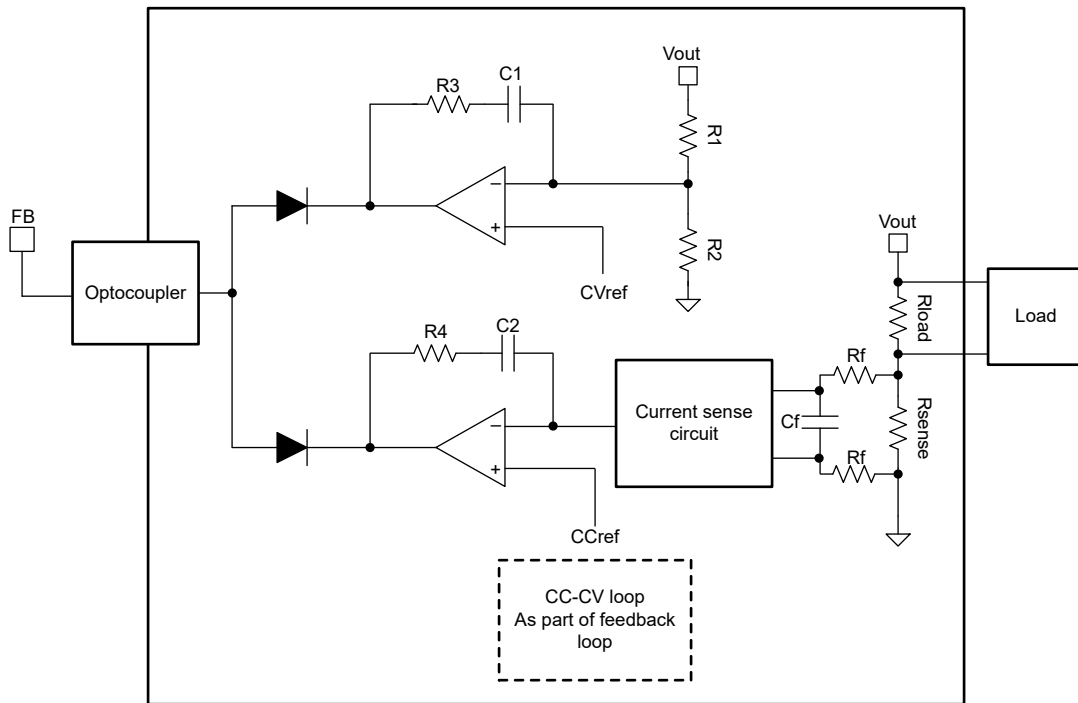 Vout
C1
R3
R1
−
+
FB
Vout
R2
Optocoupler
CVref
Rload
Load
C2
R4
Rf
Current sense
circuit
Cf
Rsense
−
+
Rf
CCref
CC-CV loop
As part of feedback
loop